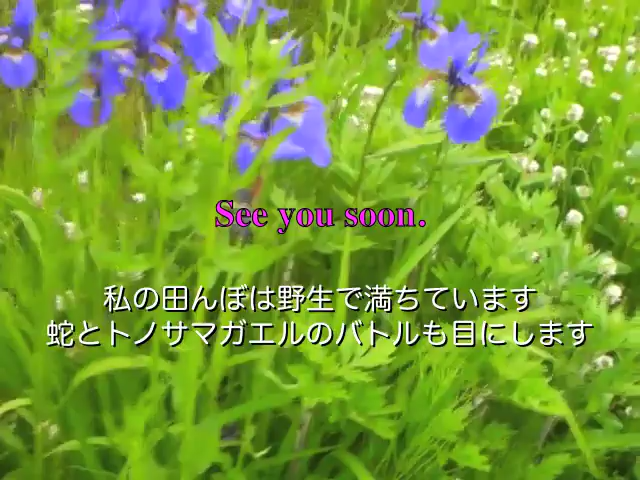 See you soon.
私の田んぼは野生で満ちています
蛇とトノサマガエルのバトルも目にします